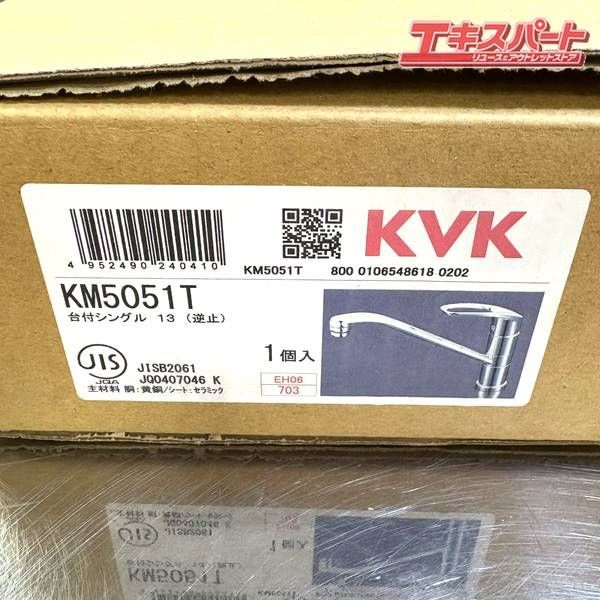 エキスパート
リユース&アウトレットストア
4 952490 240410
KM5051T 800 0106548618 0202
KVK
KM5051T
台付シングル 13 (逆止)
1個入
JIS
JQA
JISB2061
JQ0407046 K
EH06
703
主材料 胴:黄銅/シート:セラミック